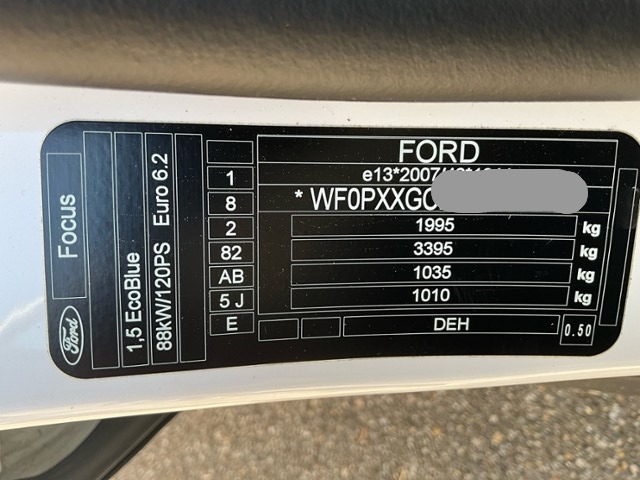 FORD
e13*2007/
* WF0PXXGC
1995 kg
3395 kg
1035 kg
1010 kg
DEH
0.50
1
8
2
82
AB
5 J
E
Euro 6.2
88kW/120PS
1,5 EcoBlue
Focus
Ford